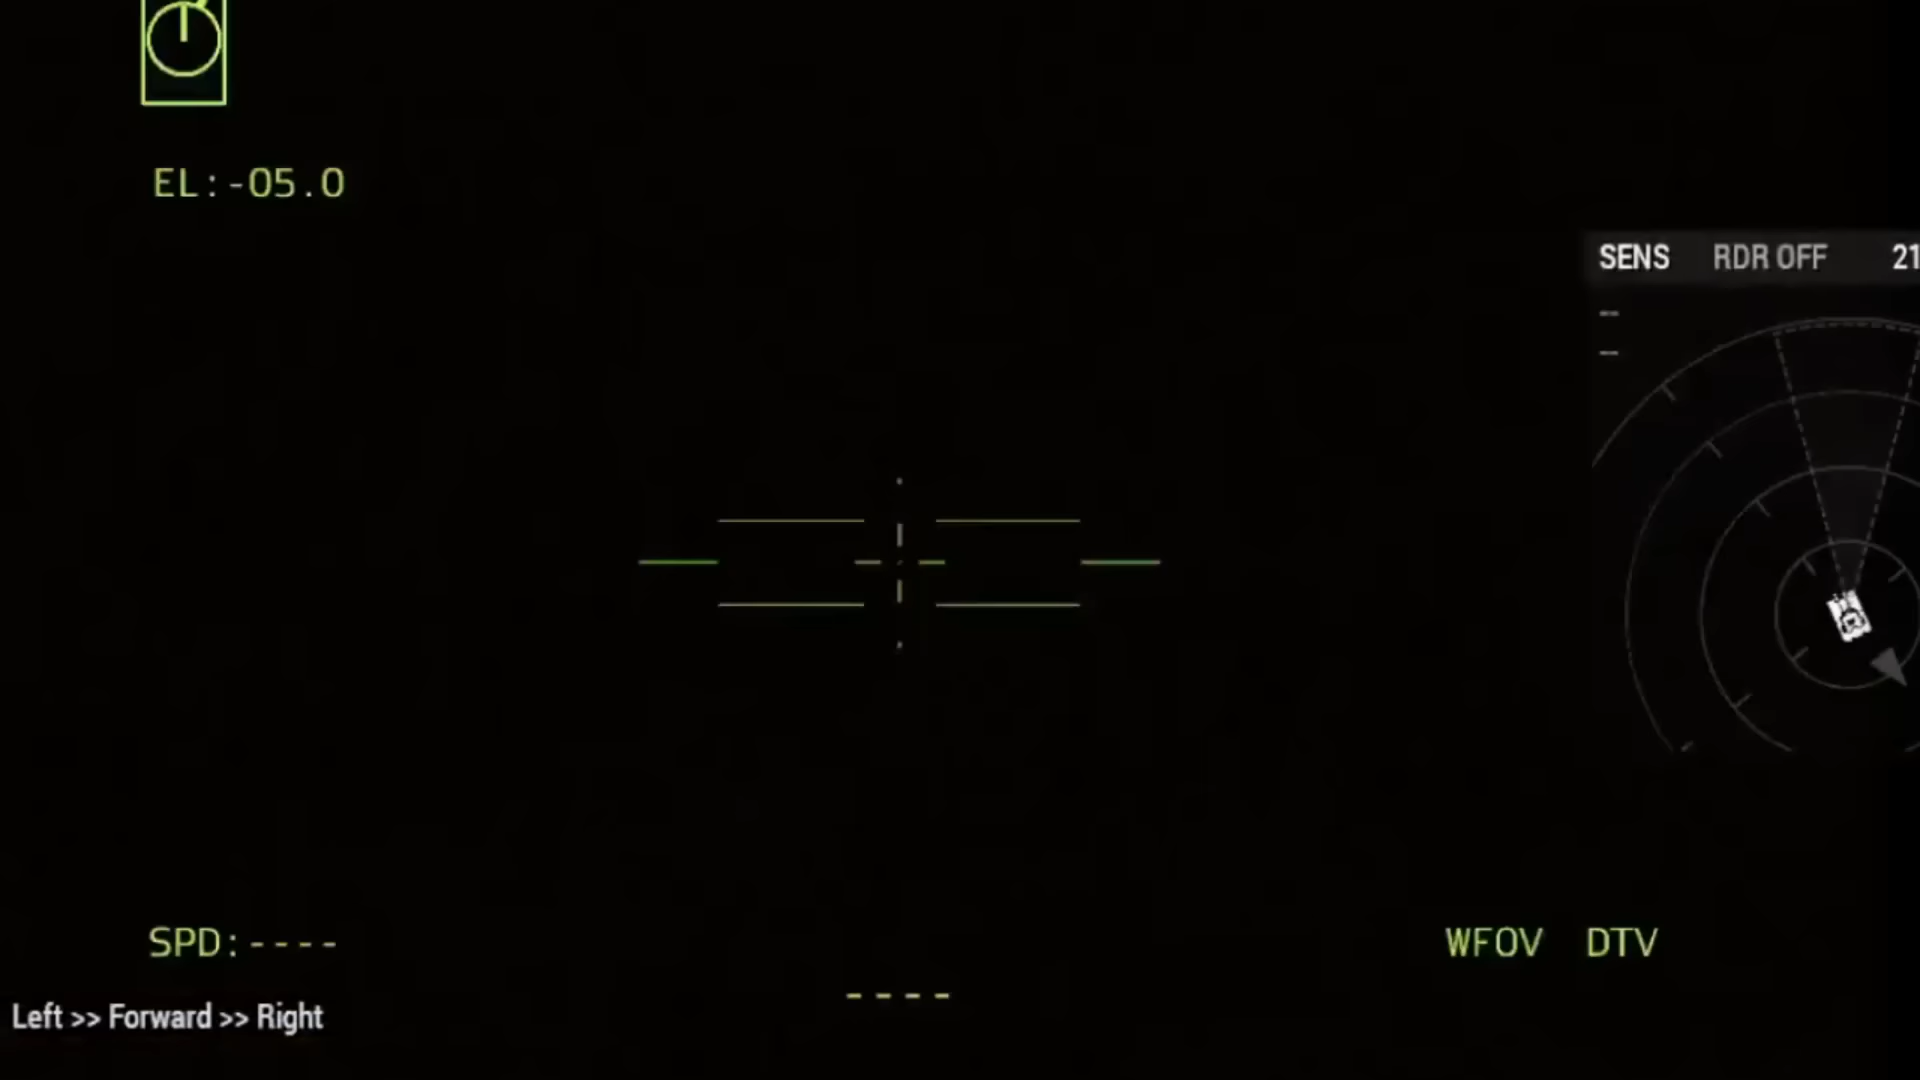 EL:-05.0
SENS RDR OFF 21
--
--
SPD:----
WFOV DTV
----
Left >> Forward >> Right